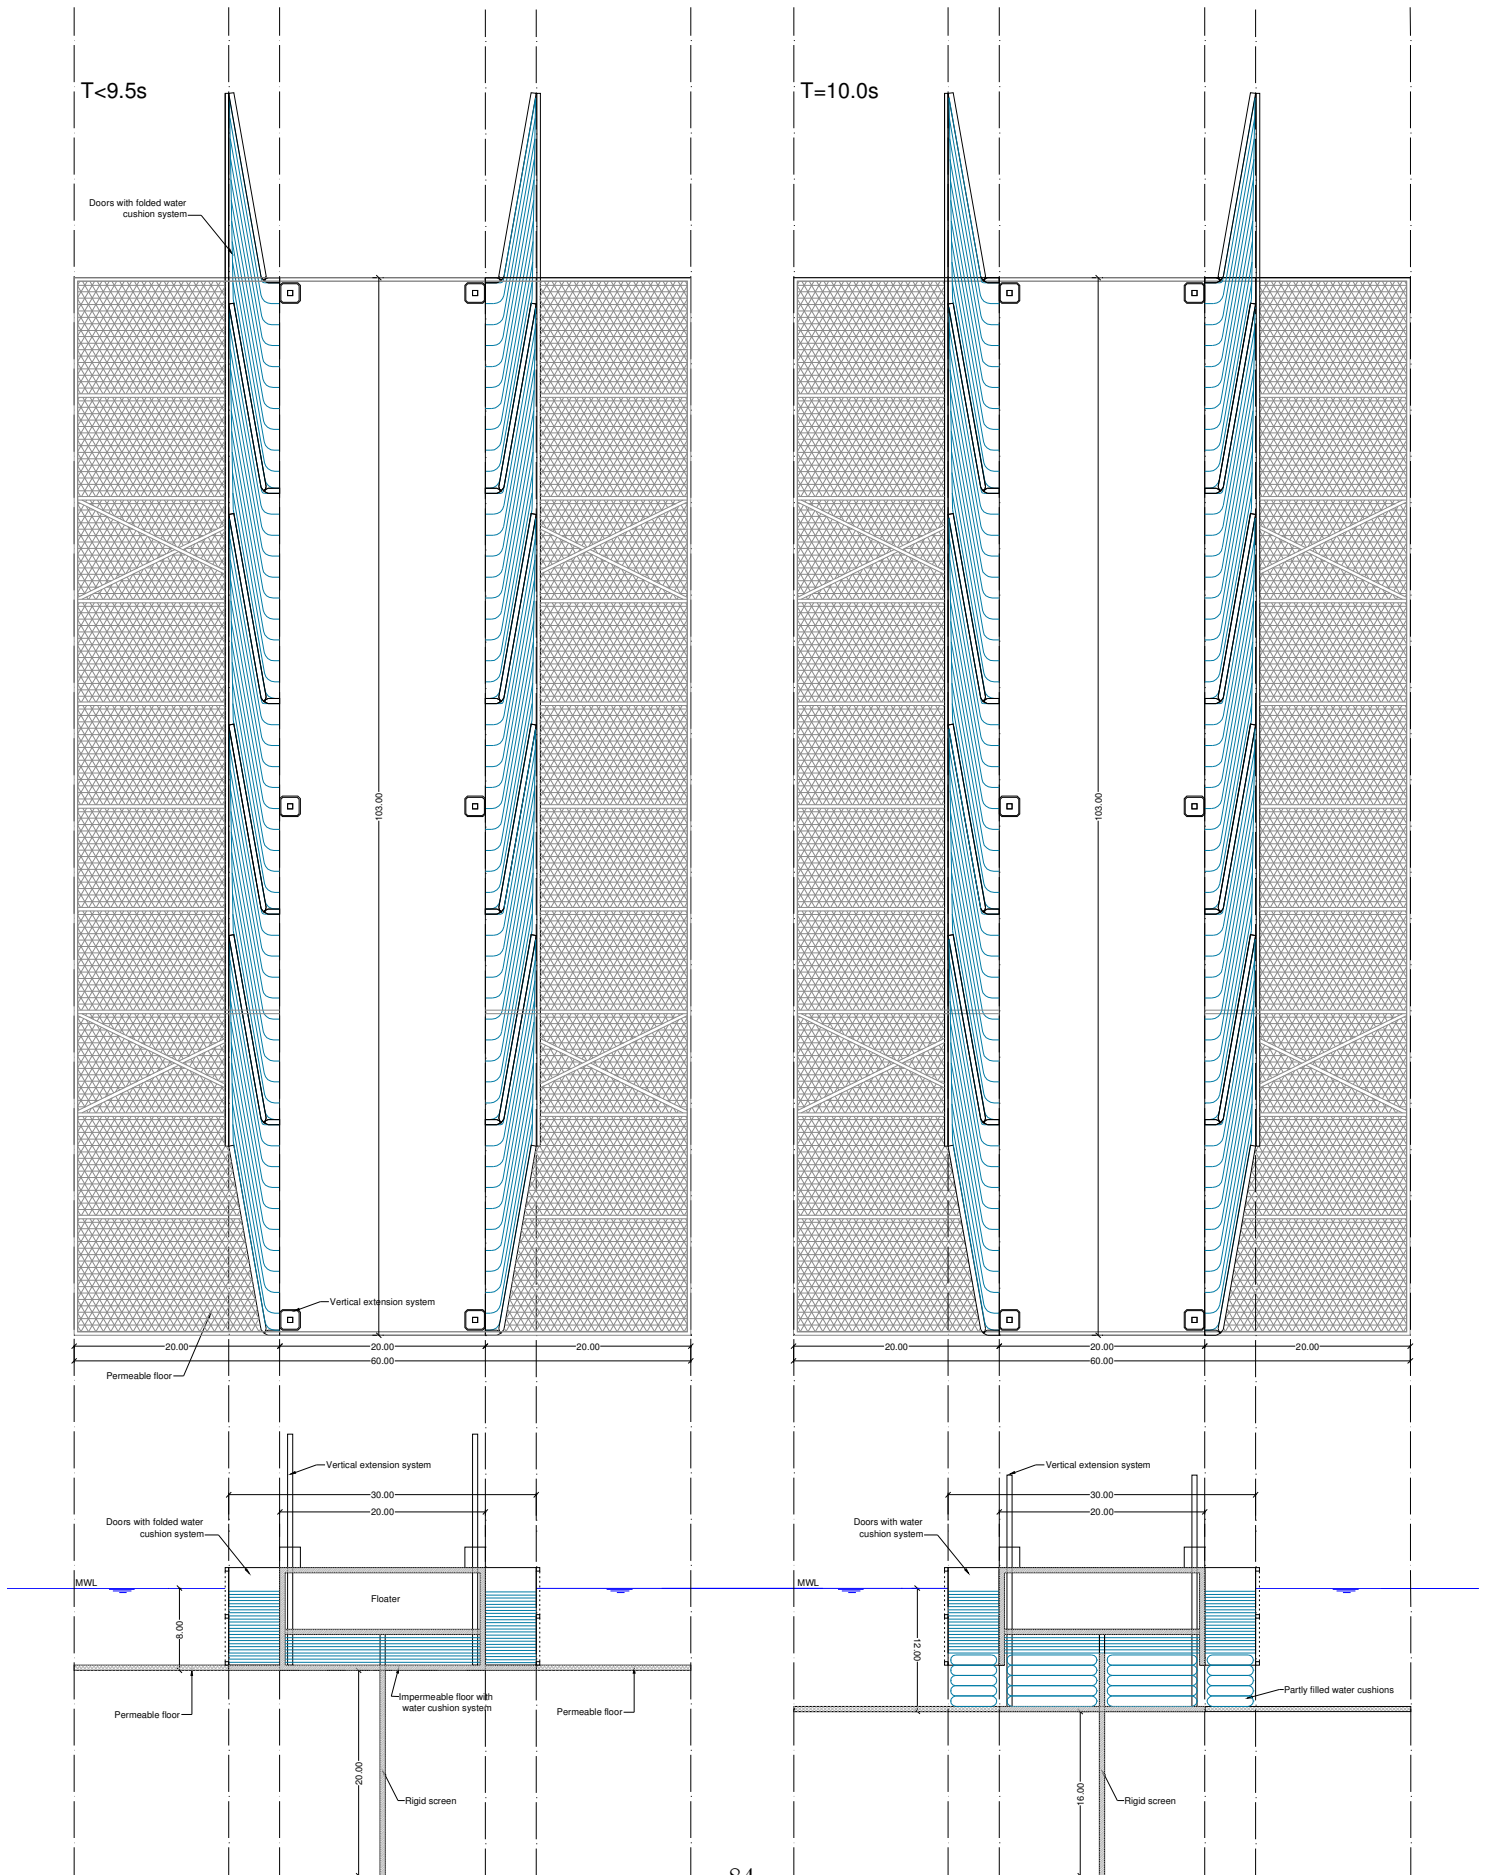 T<9.5s
T=10.0s
Doors with folded water
cushion system
103.00
103.00
Vertical extension system
20.00
20.00
20.00
60.00
20.00
20.00
20.00
60.00
Permeable floor
Vertical extension system
30.00
20.00
Doors with folded water
cushion system
MWL
Floater
8.00
Permeable floor
Impermeable floor with
water cushion system
Permeable floor
20.00
Rigid screen
Vertical extension system
30.00
20.00
Doors with water
cushion system
MWL
12.00
Partly filled water cushions
16.00
Rigid screen
84